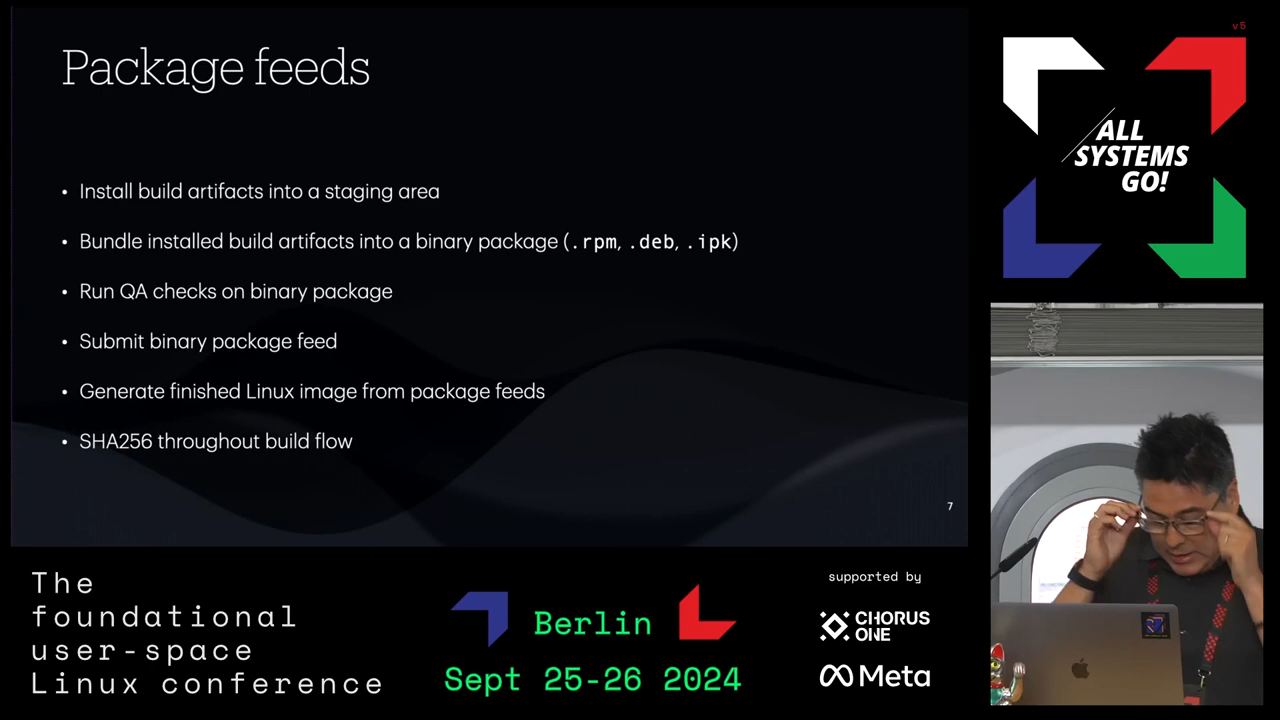 Package feeds
• Install build artifacts into a staging area
• Bundle installed build artifacts into a binary package (.rpm, .deb, .ipk)
• Run QA checks on binary package
• Submit binary package feed
• Generate finished Linux image from package feeds
• SHA256 throughout build flow
7
v5
ALL
SYSTEMS
GO!
The
foundational
user-space
Linux conference
Berlin
Sept 25-26 2024
supported by
CHORUS
ONE
Meta